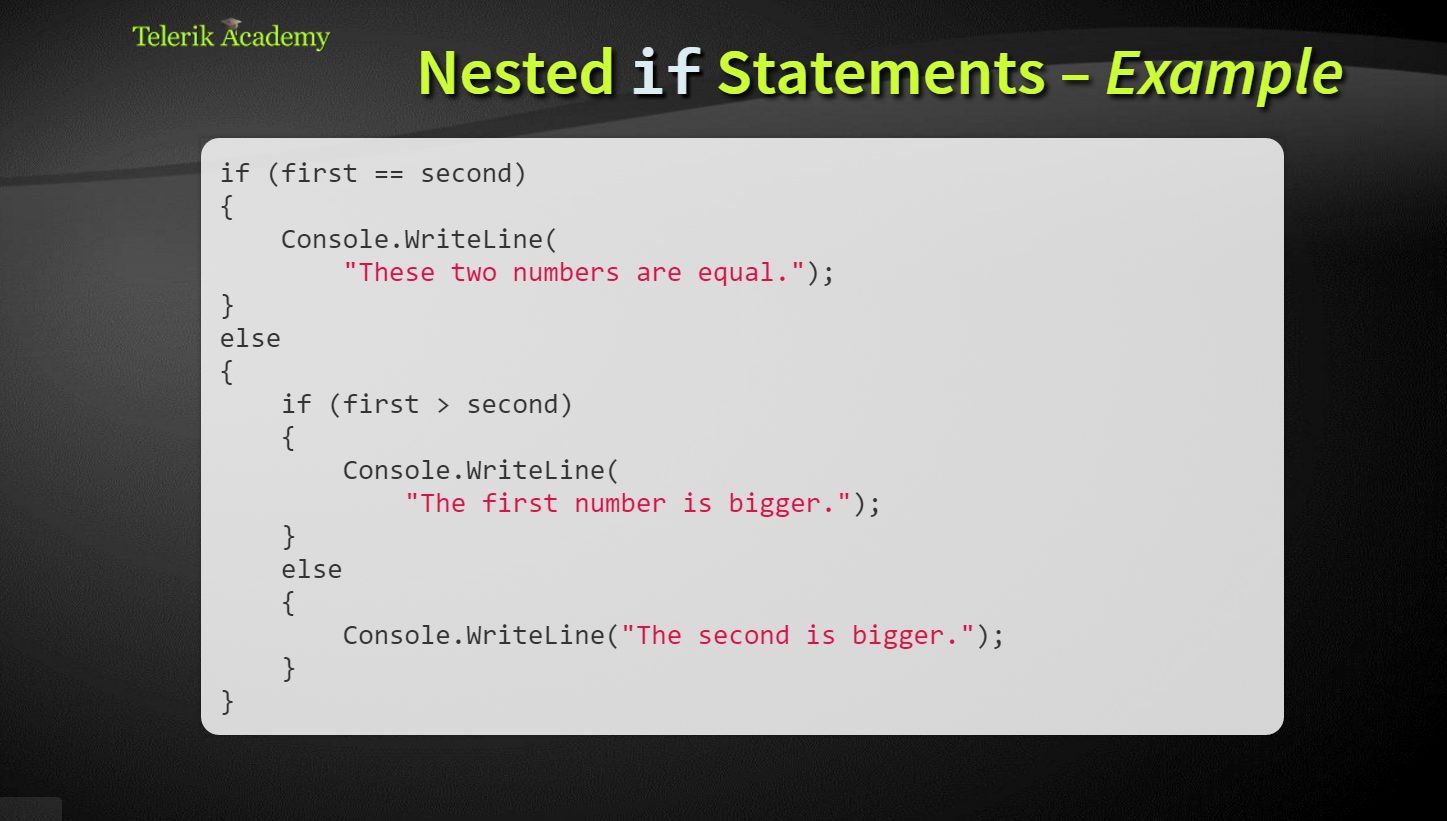 Telerik Academy
Nested if Statements – Example
if (first == second)
{
    Console.WriteLine(
        "These two numbers are equal.");
}
else
{
    if (first > second)
    {
        Console.WriteLine(
            "The first number is bigger.");
    }
    else
    {
        Console.WriteLine("The second is bigger.");
    }
}